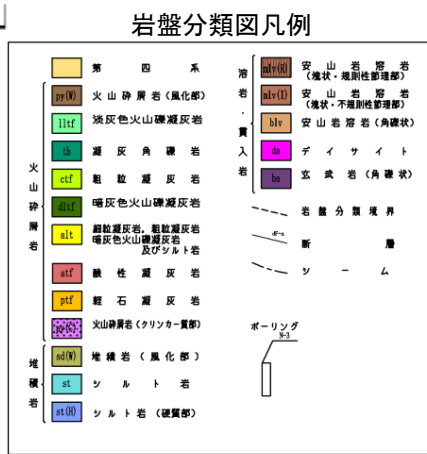 岩盤分類図凡例
第四系
火山砕屑岩
py(W) 火山砕屑岩(風化部)
lltf 淡灰色火山礫凝灰岩
tb 凝灰角礫岩
ctf 粗粒凝灰岩
dltf 暗灰色火山礫凝灰岩
alt 細粒凝灰岩,粗粒凝灰岩
暗灰色火山礫凝灰岩
及びシルト岩
atf 酸性凝灰岩
ptf 軽石凝灰岩
py(C) 火山砕屑岩(クリンカー質部)
堆積岩
sd(W) 堆積岩(風化部)
st シルト岩
st(H) シルト岩(硬質部)
溶岩・貫入岩
mlv(H) 安山岩溶岩
(塊状・規則性節理部)
mlv(I) 安山岩溶岩
(塊状・不規則性節理部)
blv 安山岩溶岩(角礫状)
da デイサイト
ba 玄武岩(角礫状)
岩盤分類境界
断層
シーム
ボーリング
N-3